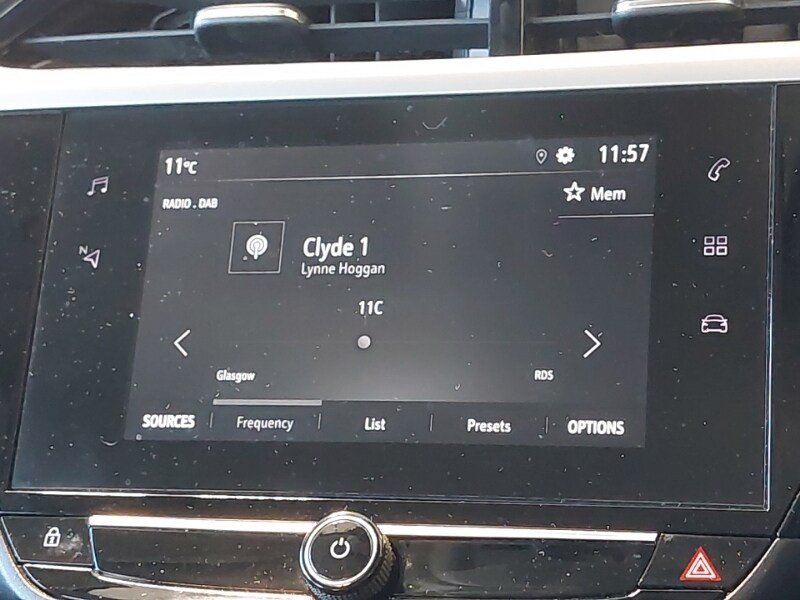 11°C
11:57
RADIO . DAB
Mem
Clyde 1
Lynne Hoggan
N
11C
Glasgow
RDS
SOURCES
Frequency
List
Presets
OPTIONS